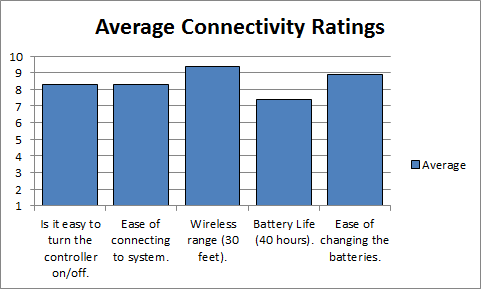 Average Connectivity Ratings
10
9
8
7
6
5
4
3
2
1
Is it easy to
turn the
controller
on/off.
Ease of
connecting
to system.
Wireless
range (30
feet).
Battery Life
(40 hours).
Ease of
changing the
batteries.
Average